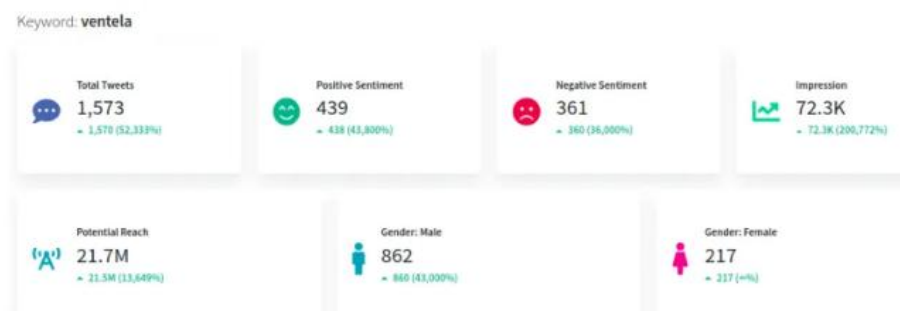 Keyword: ventela
Total Tweets
1,573
1,570 (52,333%)
Positive Sentiment
439
438 (43,800%)
Negative Sentiment
361
360 (36,000%)
Impression
72.3K
72.3K (200,772%)
Potential Reach
21.7M
21.5M (13,649%)
Gender: Male
862
860 (43,000%)
Gender: Female
217
217 (∞%)